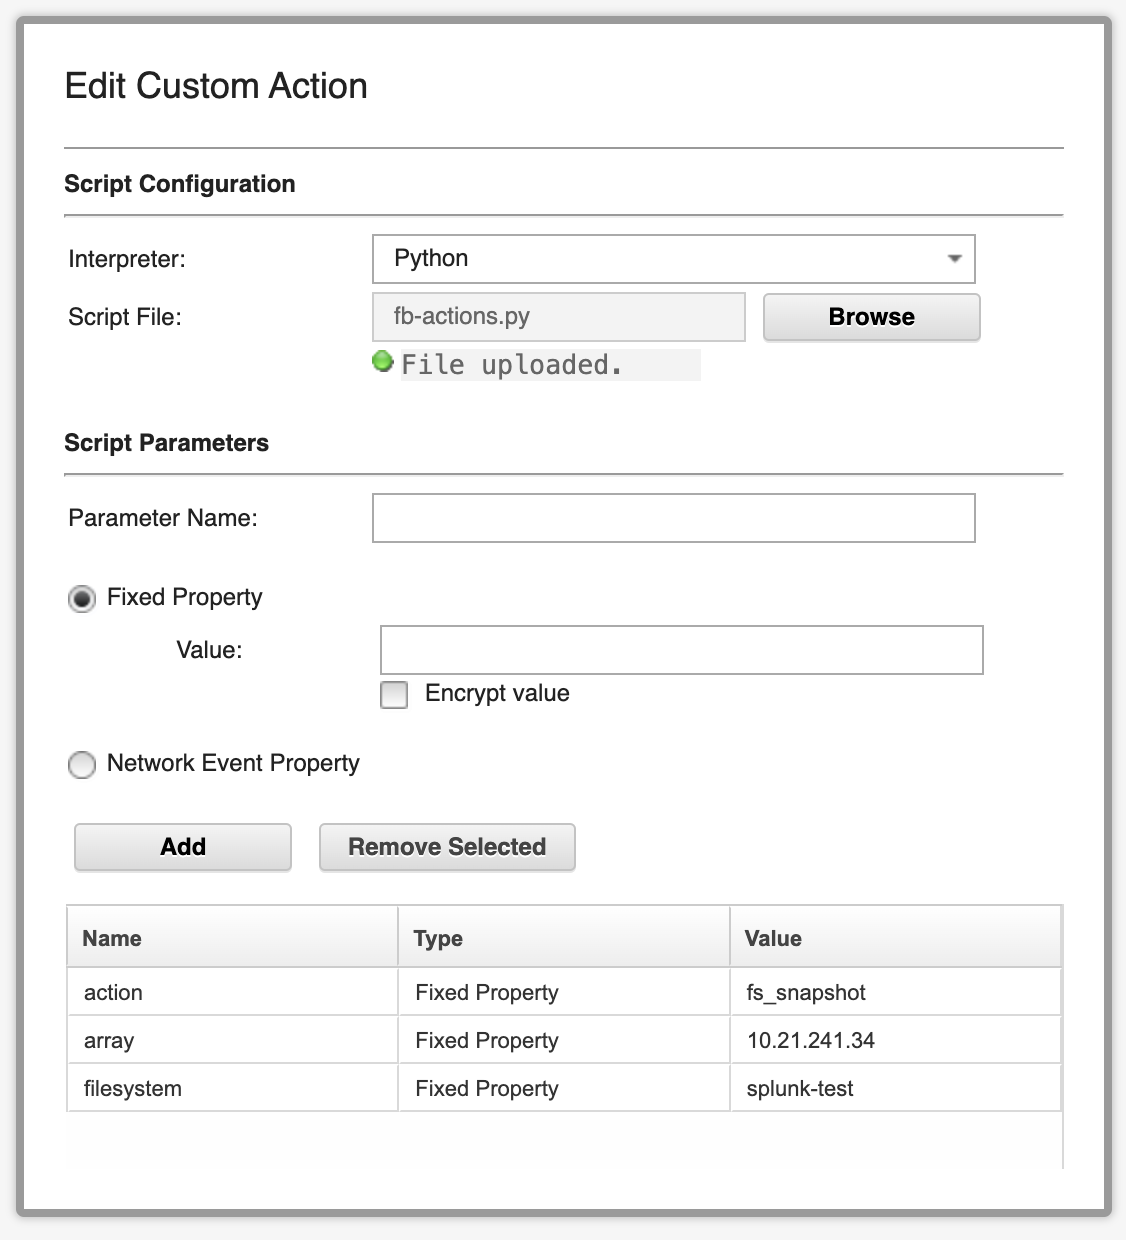 Edit Custom Action
Script Configuration
Interpreter: Python
Script File: fb-actions.py Browse
File uploaded.
Script Parameters
Parameter Name:
Fixed Property
Value:
Encrypt value
Network Event Property
Add Remove Selected
Name Type Value
action Fixed Property fs_snapshot
array Fixed Property 10.21.241.34
filesystem Fixed Property splunk-test